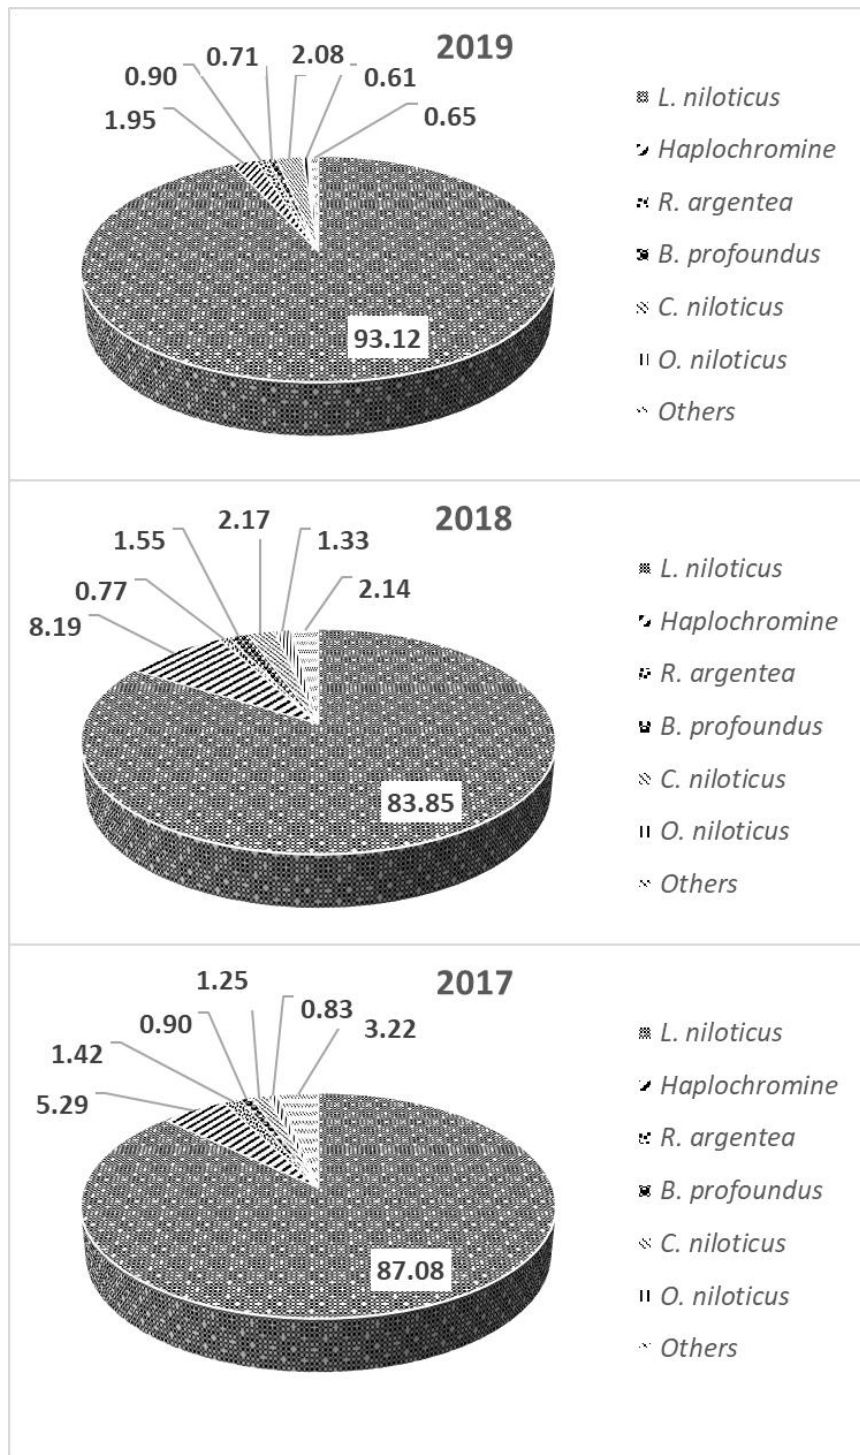 2019
0.71
2.08
0.61
0.90
0.65
1.95
93.12
L. niloticus
Haplochromine
R. argentea
B. profoundus
C. niloticus
O. niloticus
Others
2018
2.17
1.55
1.33
0.77
2.14
8.19
83.85
L. niloticus
Haplochromine
R. argentea
B. profoundus
C. niloticus
O. niloticus
Others
2017
1.25
0.83
0.90
3.22
1.42
5.29
87.08
L. niloticus
Haplochromine
R. argentea
B. profoundus
C. niloticus
O. niloticus
Others